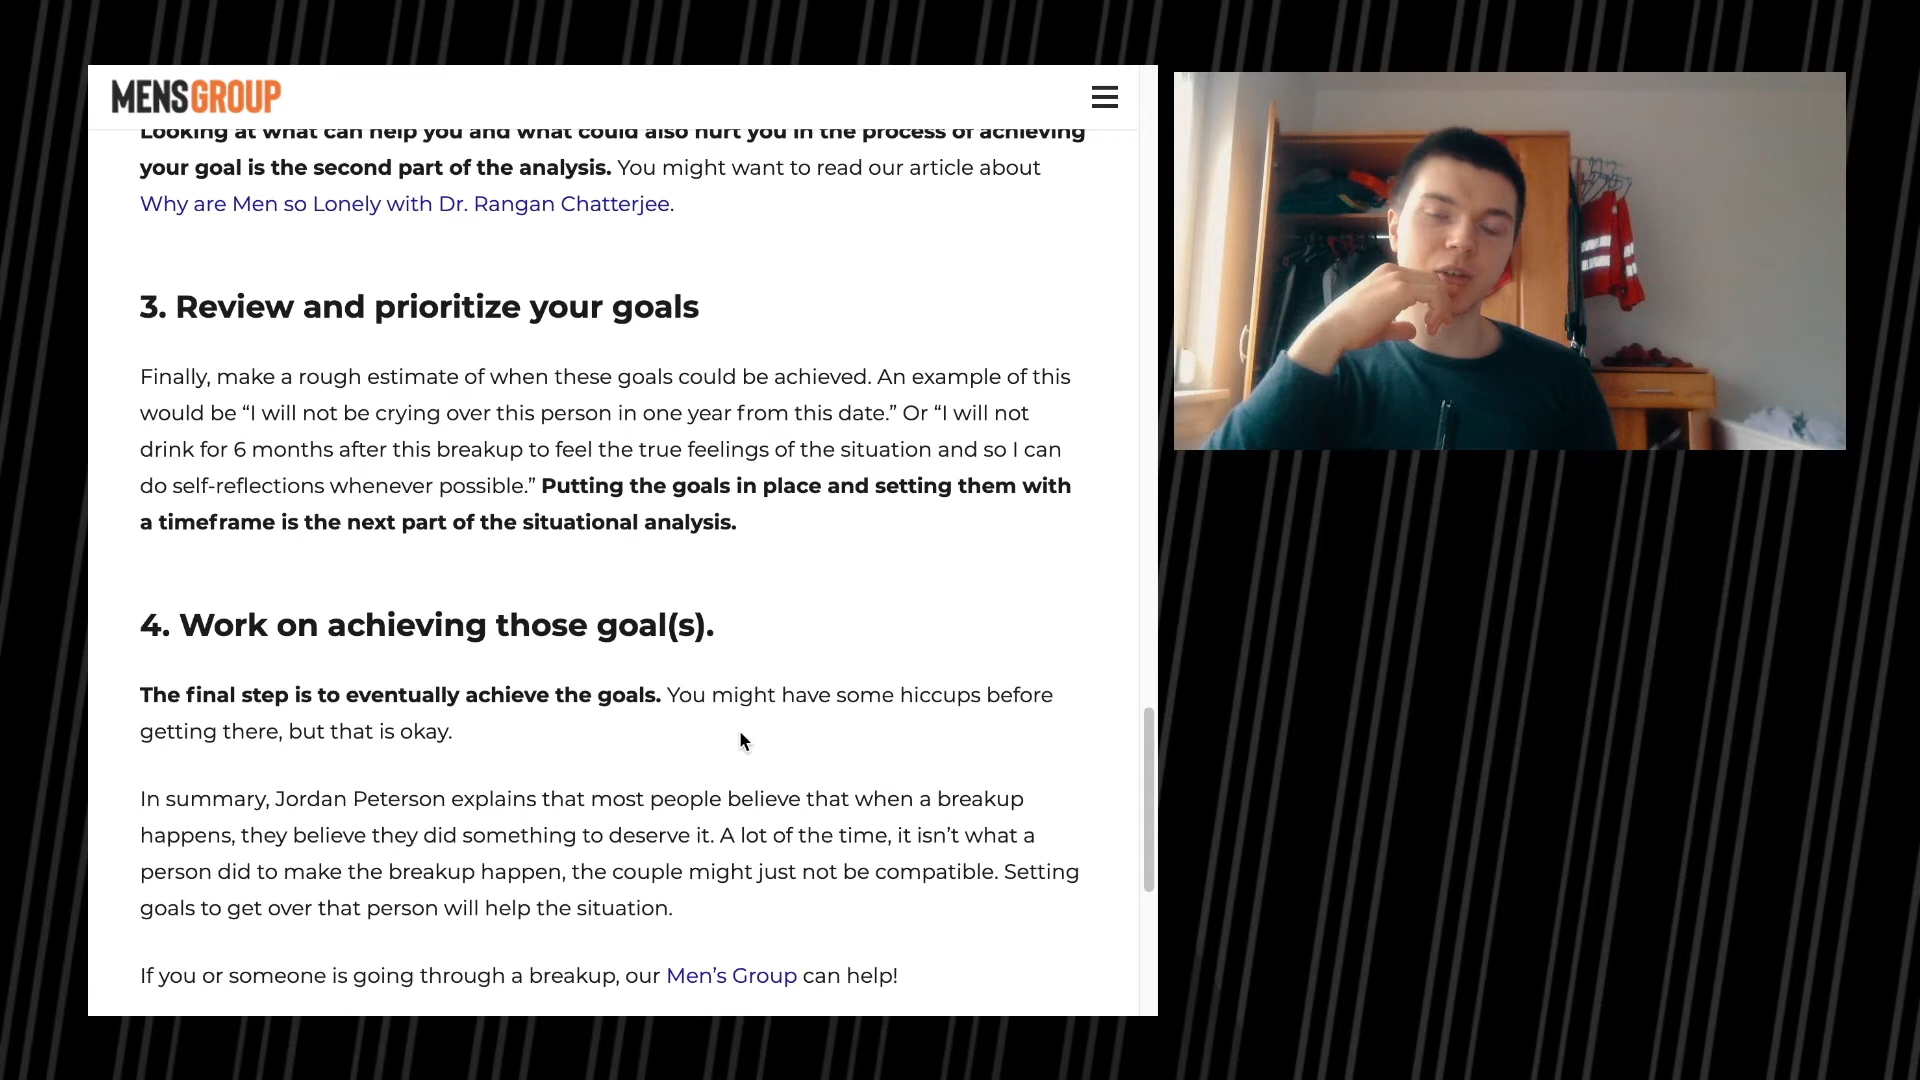 MENSGROUP
Looking at what can help you and what could also hurt you in the process of achieving
your goal is the second part of the analysis. You might want to read our article about
Why are Men so Lonely with Dr. Rangan Chatterjee.
3. Review and prioritize your goals
Finally, make a rough estimate of when these goals could be achieved. An example of this
would be “I will not be crying over this person in one year from this date.” Or “I will not
drink for 6 months after this breakup to feel the true feelings of the situation and so I can
do self-reflections whenever possible.” Putting the goals in place and setting them with
a timeframe is the next part of the situational analysis.
4. Work on achieving those goal(s).
The final step is to eventually achieve the goals. You might have some hiccups before
getting there, but that is okay.
In summary, Jordan Peterson explains that most people believe that when a breakup
happens, they believe they did something to deserve it. A lot of the time, it isn’t what a
person did to make the breakup happen, the couple might just not be compatible. Setting
goals to get over that person will help the situation.
If you or someone is going through a breakup, our Men’s Group can help!